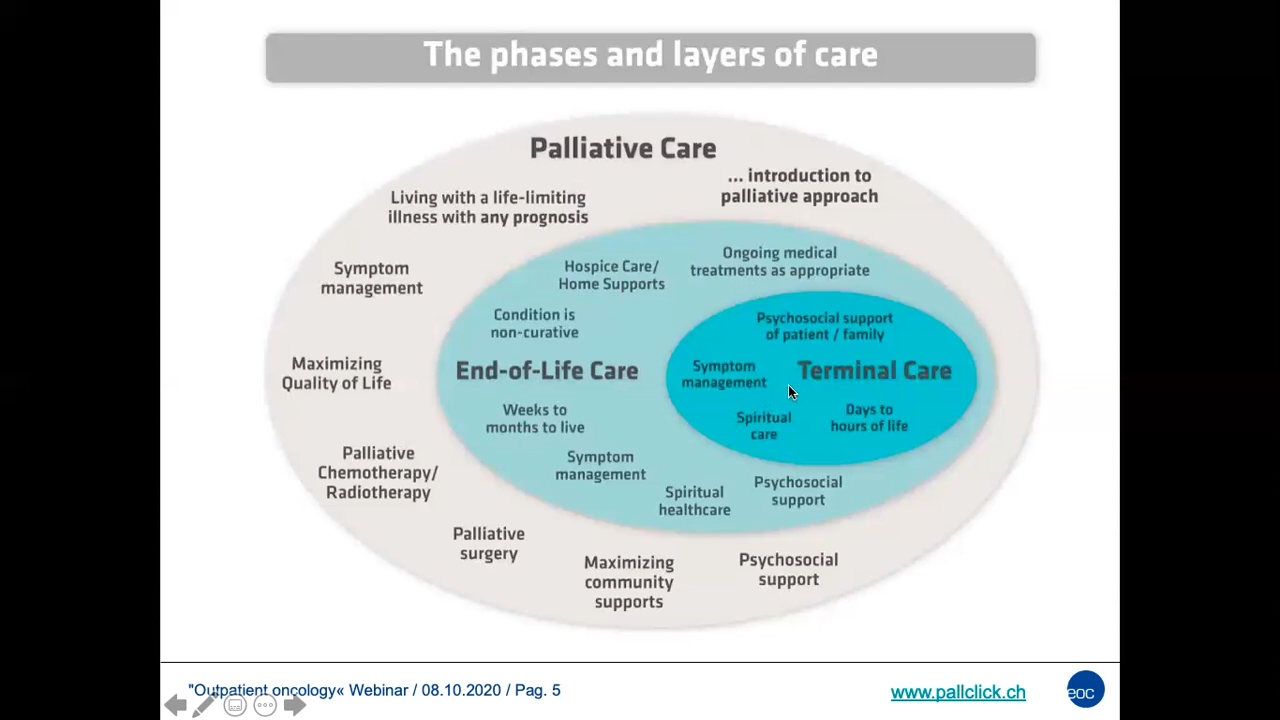 The phases and layers of care
Palliative Care
... introduction to
palliative approach
Living with a life-limiting
illness with any prognosis
Symptom
management
Maximizing
Quality of Life
Palliative
Chemotherapy/
Radiotherapy
Palliative
surgery
Maximizing
community
supports
Psychosocial
support
Hospice Care/
Home Supports
Ongoing medical
treatments as appropriate
Condition is
non-curative
End-of-Life Care
Weeks to
months to live
Symptom
management
Spiritual
healthcare
Psychosocial
support
Psychosocial support
of patient / family
Symptom
management
Terminal Care
Spiritual
care
Days to
hours of life
"Outpatient oncology« Webinar / 08.10.2020 / Pag. 5
www.pallclick.ch
eoc